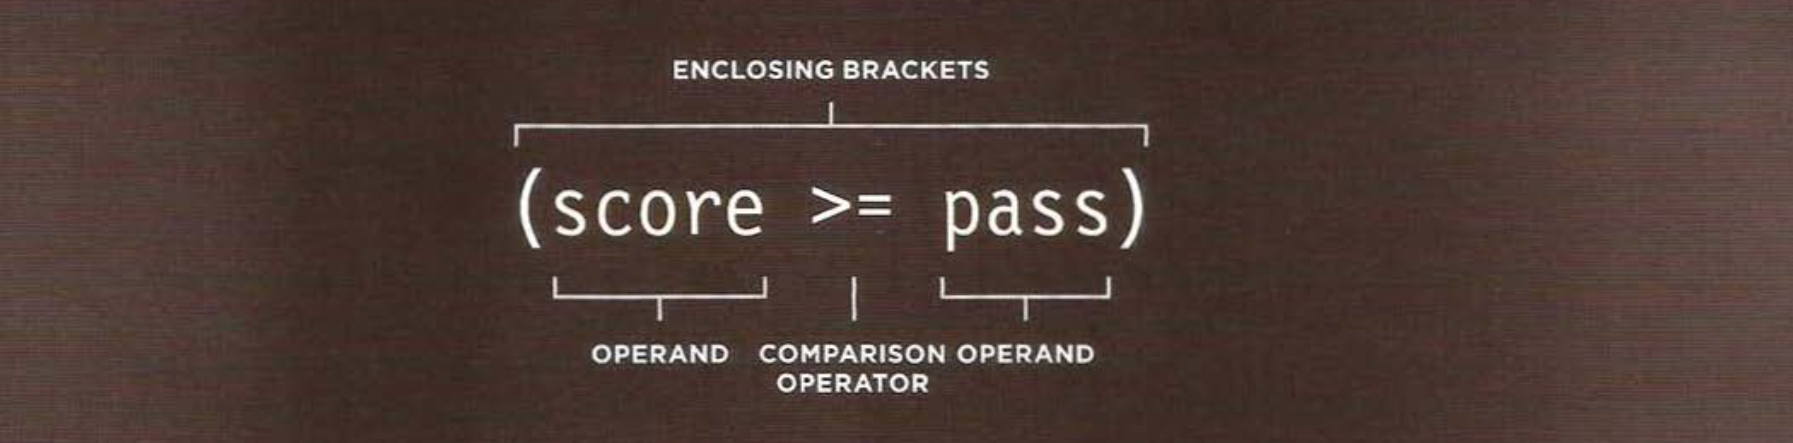 ENCLOSING BRACKETS
(score >= pass)
OPERAND COMPARISON OPERAND
OPERATOR